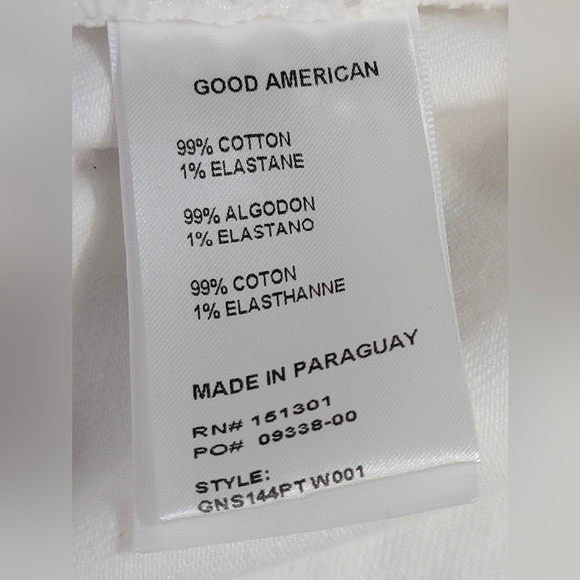 GOOD AMERICAN
99% COTTON
1% ELASTANE
99% ALGODON
1% ELASTANO
99% COTON
1% ELASTHANNE
MADE IN PARAGUAY
RN# 151301
PO# 09338-00
STYLE:
GNS144PTW001